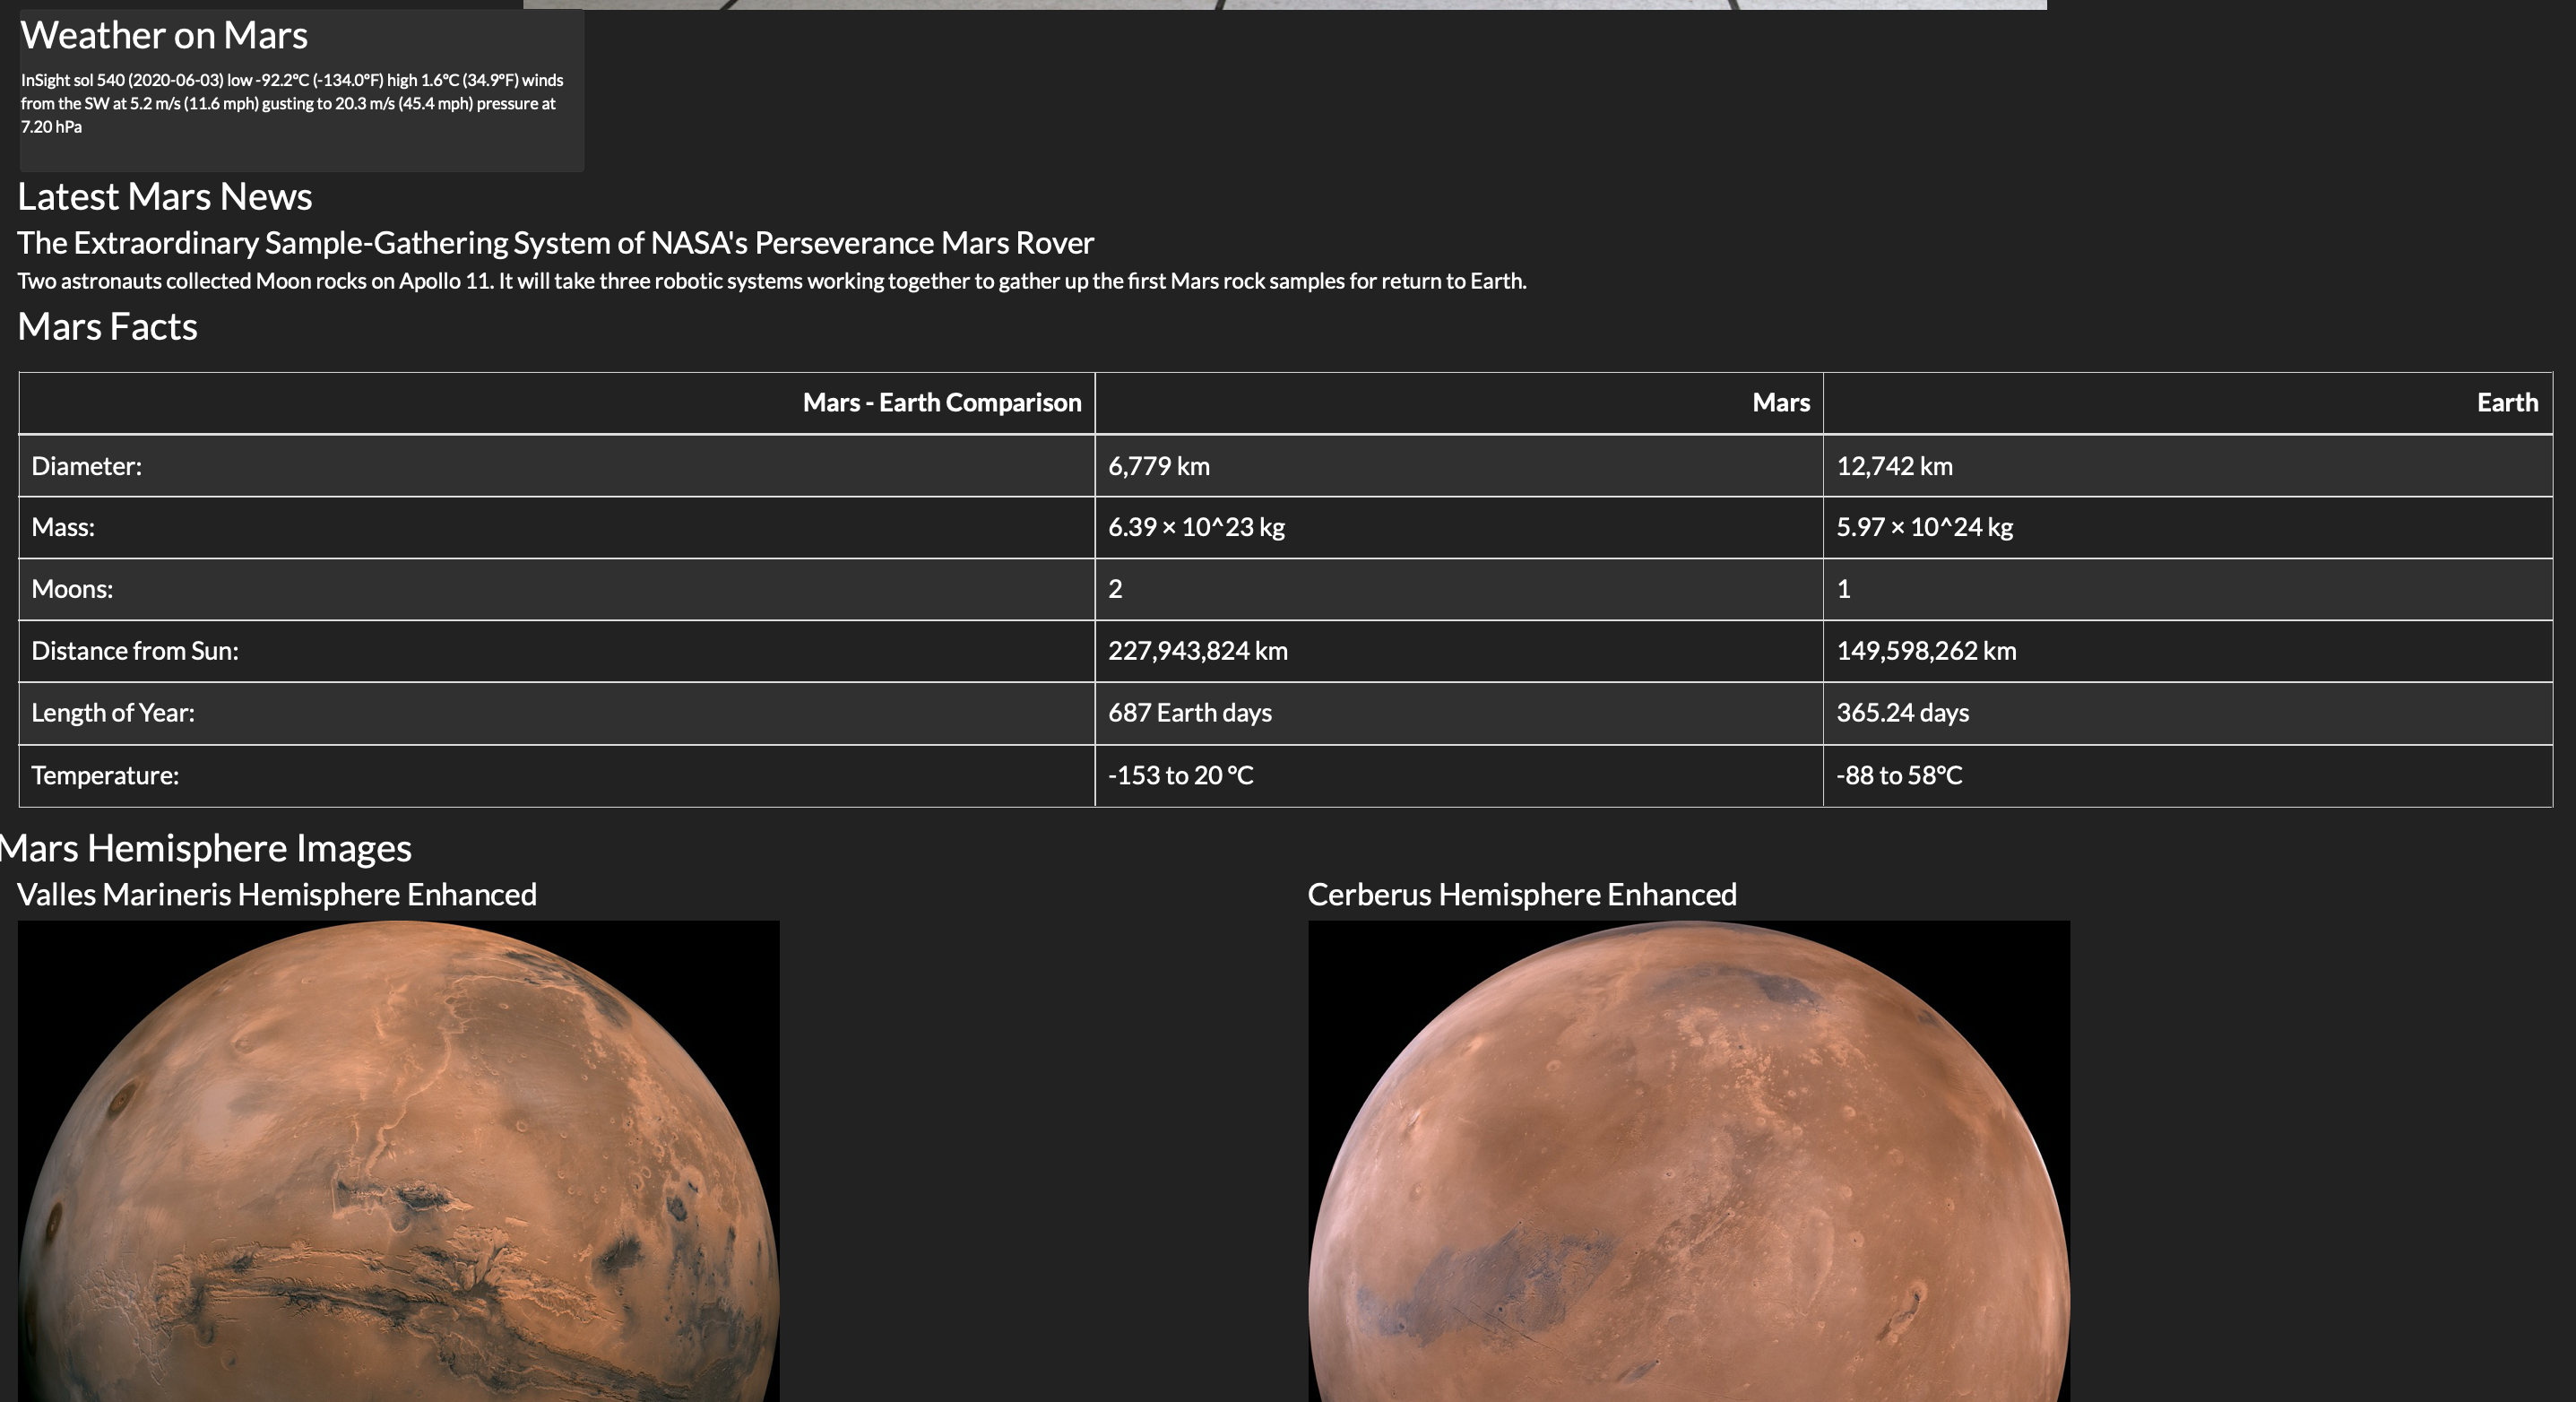 Weather on Mars
InSight sol 540 (2020-06-03) low -92.2ºC (-134.0ºF) high 1.6ºC (34.9ºF) winds
from the SW at 5.2 m/s (11.6 mph) gusting to 20.3 m/s (45.4 mph) pressure at
7.20 hPa
Latest Mars News
The Extraordinary Sample-Gathering System of NASA's Perseverance Mars Rover
Two astronauts collected Moon rocks on Apollo 11. It will take three robotic systems working together to gather up the first Mars rock samples for return to Earth.
Mars Facts
Mars - Earth Comparison Mars Earth
Diameter: 6,779 km 12,742 km
Mass: 6.39 × 10^23 kg 5.97 × 10^24 kg
Moons: 2 1
Distance from Sun: 227,943,824 km 149,598,262 km
Length of Year: 687 Earth days 365.24 days
Temperature: -153 to 20 °C -88 to 58°C
Mars Hemisphere Images
Valles Marineris Hemisphere Enhanced Cerberus Hemisphere Enhanced